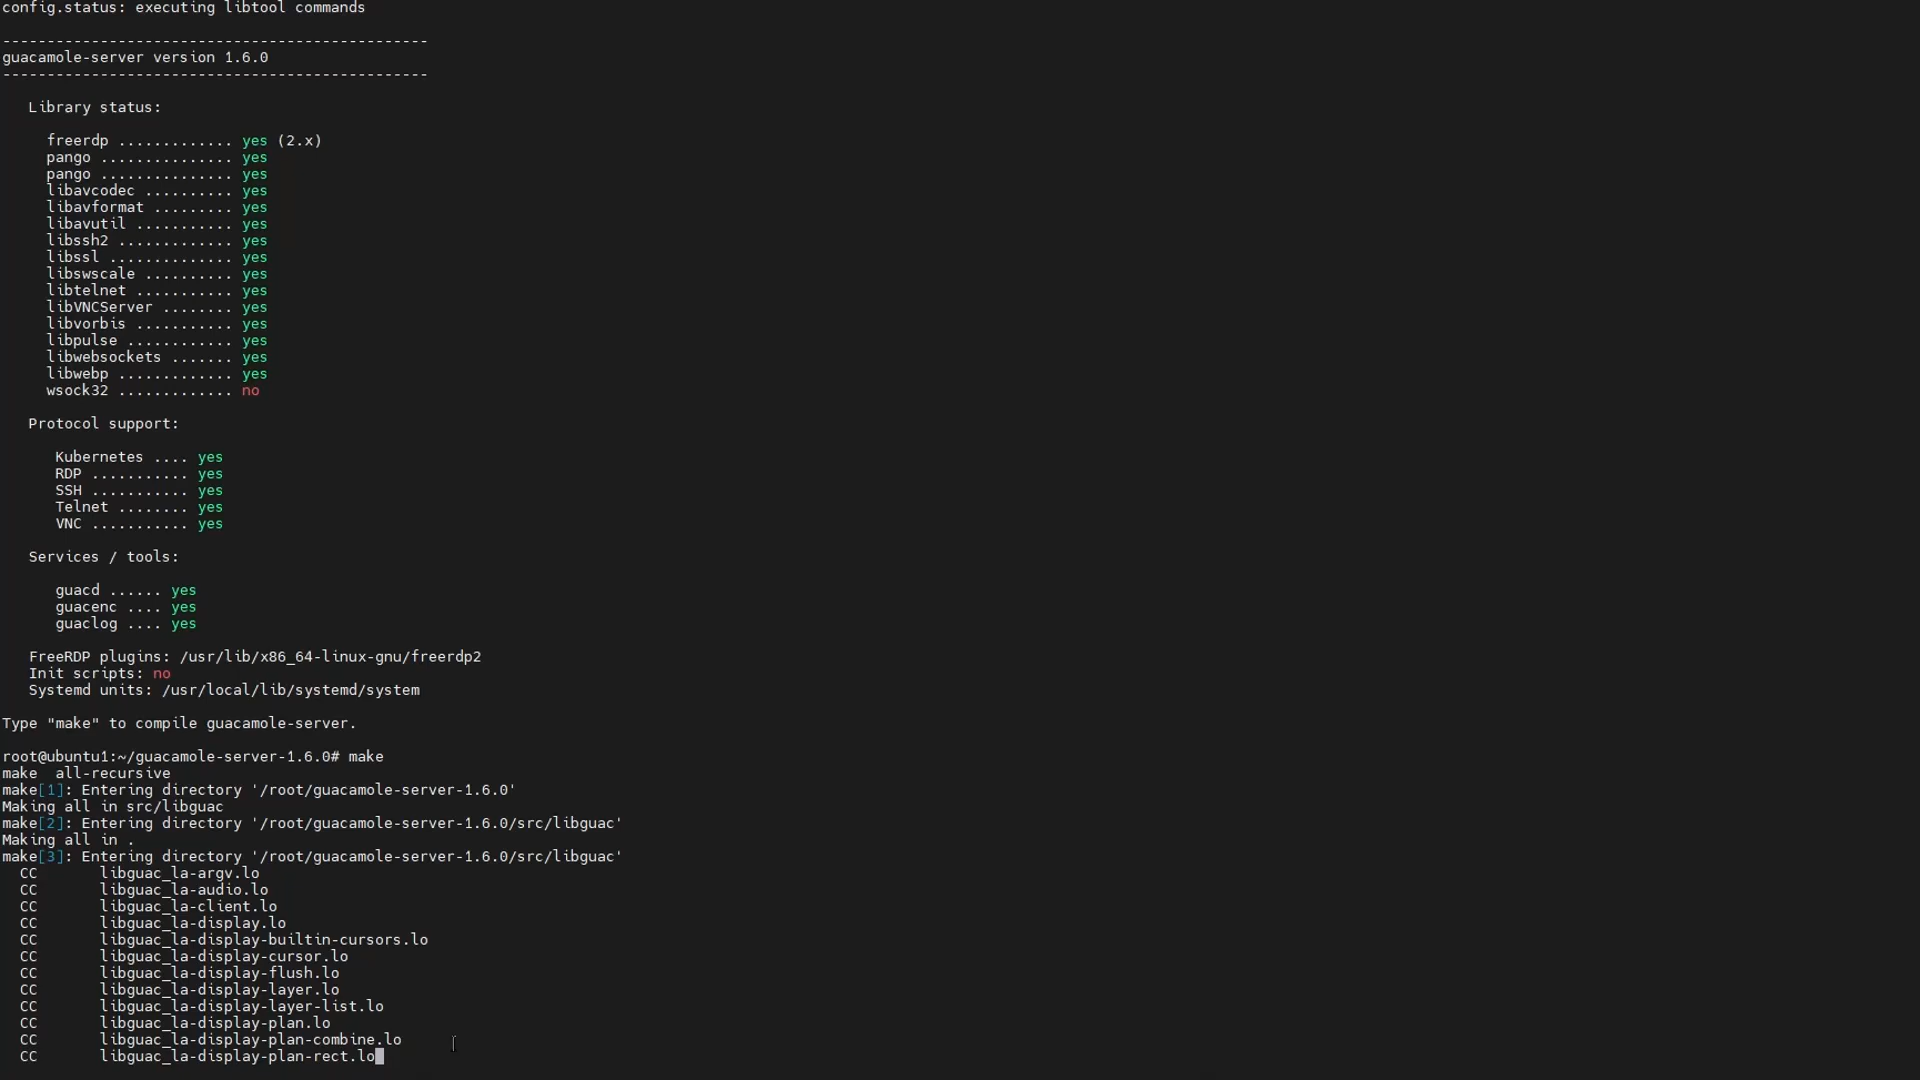 config.status: executing libtool commands
------------------------------------------------
guacamole-server version 1.6.0
------------------------------------------------
Library status:
freerdp ............. yes (2.x)
pango ............... yes
pango ............... yes
libavcodec .......... yes
libavformat ......... yes
libavutil ........... yes
libssh2 ............. yes
libssl .............. yes
libswscale .......... yes
libtelnet ........... yes
libVNCServer ........ yes
libvorbis ........... yes
libpulse ............ yes
libwebsockets ....... yes
libwebp ............. yes
wsock32 ............. no
Protocol support:
Kubernetes .... yes
RDP ........... yes
SSH ........... yes
Telnet ........ yes
VNC ........... yes
Services / tools:
guacd ...... yes
guacenc .... yes
guaclog .... yes
FreeRDP plugins: /usr/lib/x86_64-linux-gnu/freerdp2
Init scripts: no
Systemd units: /usr/local/lib/systemd/system
Type "make" to compile guacamole-server.
root@ubuntu1:~/guacamole-server-1.6.0# make
make  all-recursive
make[1]: Entering directory '/root/guacamole-server-1.6.0'
Making all in src/libguac
make[2]: Entering directory '/root/guacamole-server-1.6.0/src/libguac'
Making all in .
make[3]: Entering directory '/root/guacamole-server-1.6.0/src/libguac'
CC       libguac_la-argv.lo
CC       libguac_la-audio.lo
CC       libguac_la-client.lo
CC       libguac_la-display.lo
CC       libguac_la-display-builtin-cursors.lo
CC       libguac_la-display-cursor.lo
CC       libguac_la-display-flush.lo
CC       libguac_la-display-layer.lo
CC       libguac_la-display-layer-list.lo
CC       libguac_la-display-plan.lo
CC       libguac_la-display-plan-combine.lo
CC       libguac_la-display-plan-rect.lo